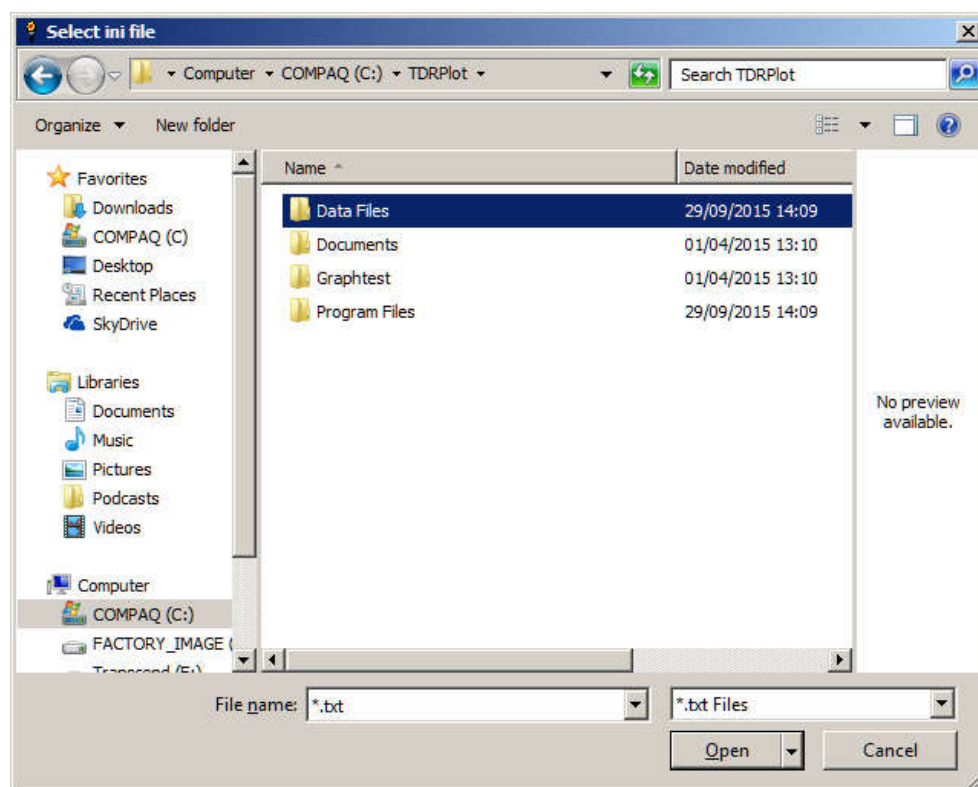 Select ini file
Computer COMPAQ (C:) TDRPlot Search TDRPlot
Organize New folder
Name Date modified
Favorites
Downloads
COMPAQ (C)
Desktop
Recent Places
SkyDrive
Libraries
Documents
Music
Pictures
Podcasts
Videos
Computer
COMPAQ (C:)
FACTORY_IMAGE (
Transcend (E:)
Data Files 29/09/2015 14:09
Documents 01/04/2015 13:10
Graphtest 01/04/2015 13:10
Program Files 29/09/2015 14:09
No preview
available.
File name: *.txt *.txt Files
Open Cancel